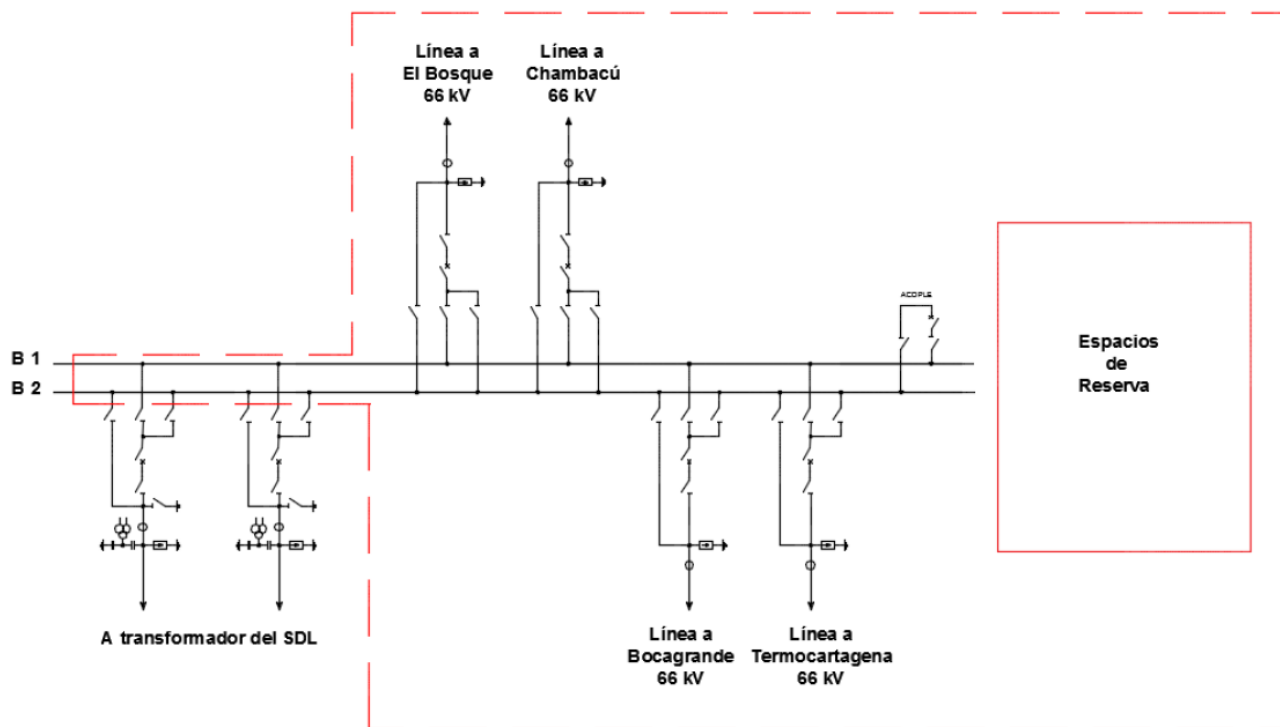 Línea a
El Bosque
66 kV
Línea a
Chambacú
66 kV
ACOPLE
Espacios
de
Reserva
B 1
B 2
A transformador del SDL
Línea a
Bocagrande
66 kV
Línea a
Termocartagena
66 kV